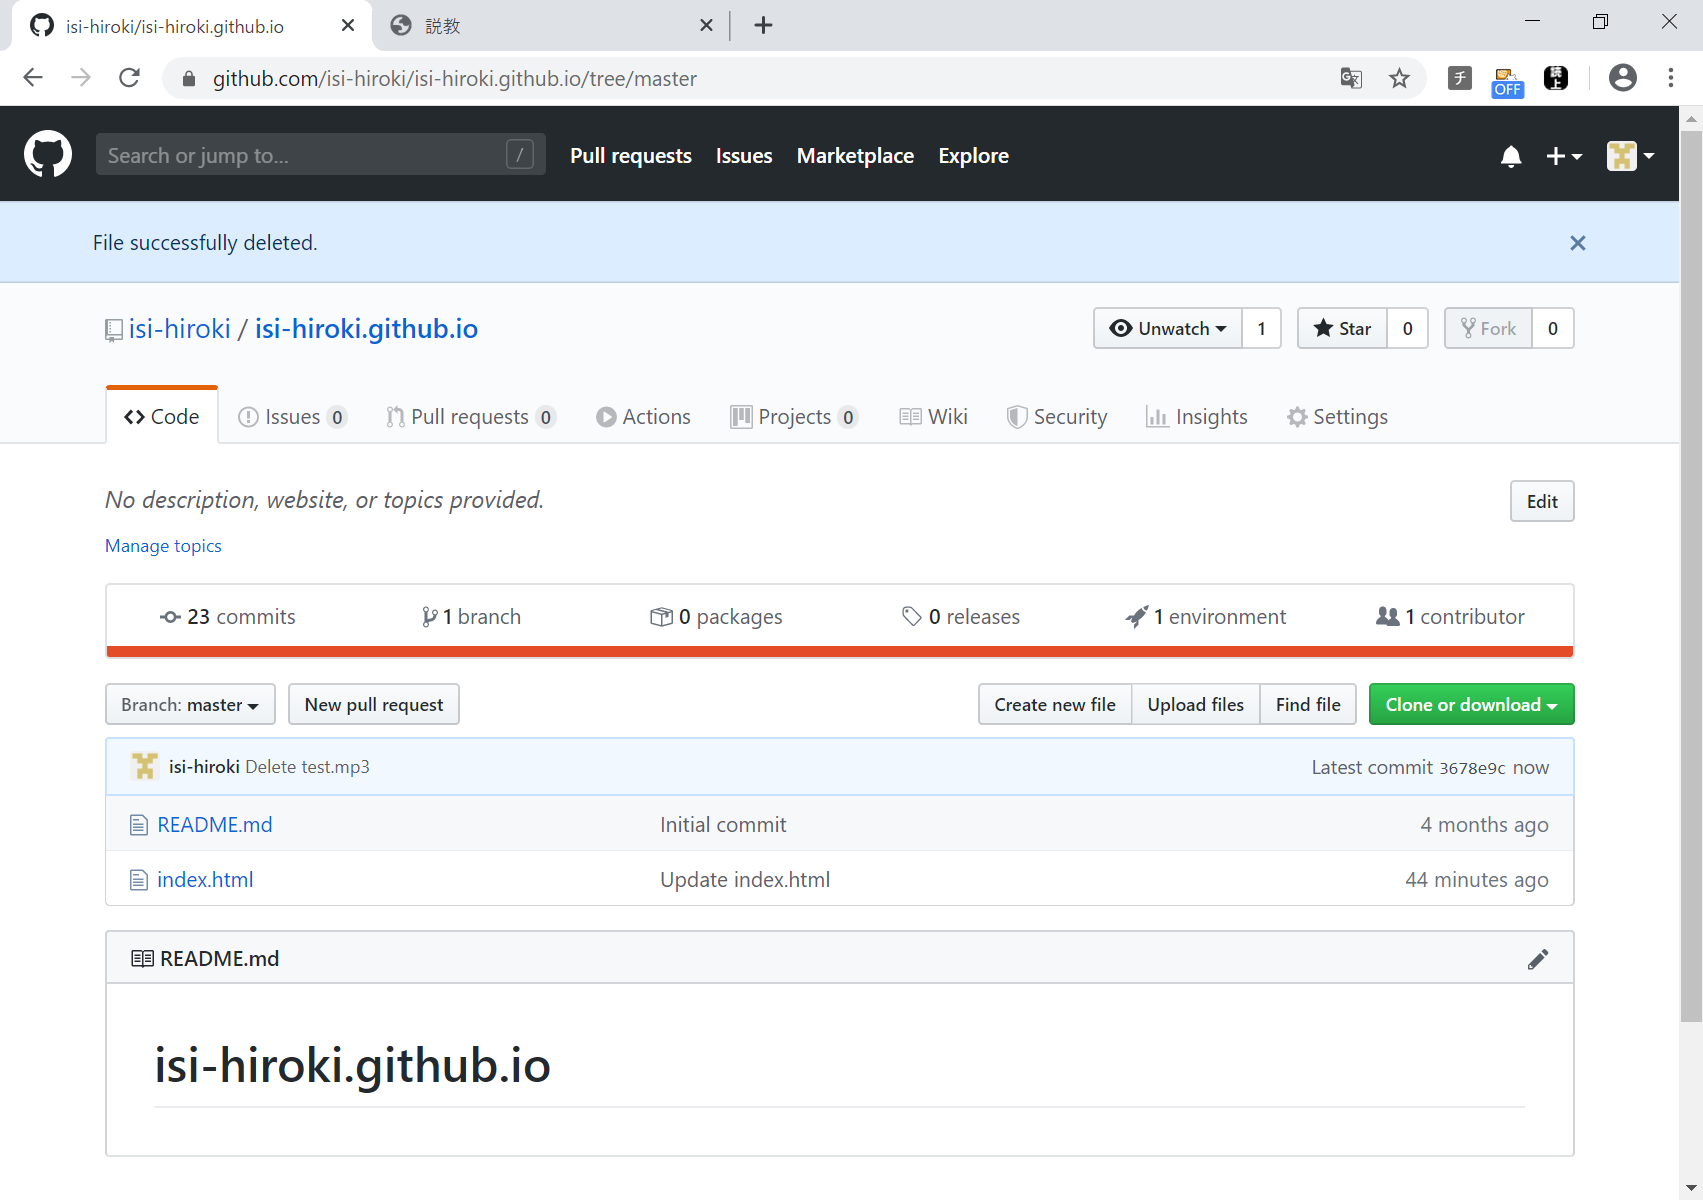 isi-hiroki/isi-hiroki.github.io
説教
github.com/isi-hiroki/isi-hiroki.github.io/tree/master
チ
OFF
読上
Search or jump to...
/
Pull requests Issues Marketplace Explore
File successfully deleted.
isi-hiroki / isi-hiroki.github.io
Unwatch 1 Star 0 Fork 0
Code Issues 0 Pull requests 0 Actions Projects 0 Wiki Security Insights Settings
No description, website, or topics provided.
Edit
Manage topics
23 commits 1 branch 0 packages 0 releases 1 environment 1 contributor
Branch: master New pull request Create new file Upload files Find file Clone or download
isi-hiroki Delete test.mp3 Latest commit 3678e9c now
README.md Initial commit 4 months ago
index.html Update index.html 44 minutes ago
README.md
isi-hiroki.github.io